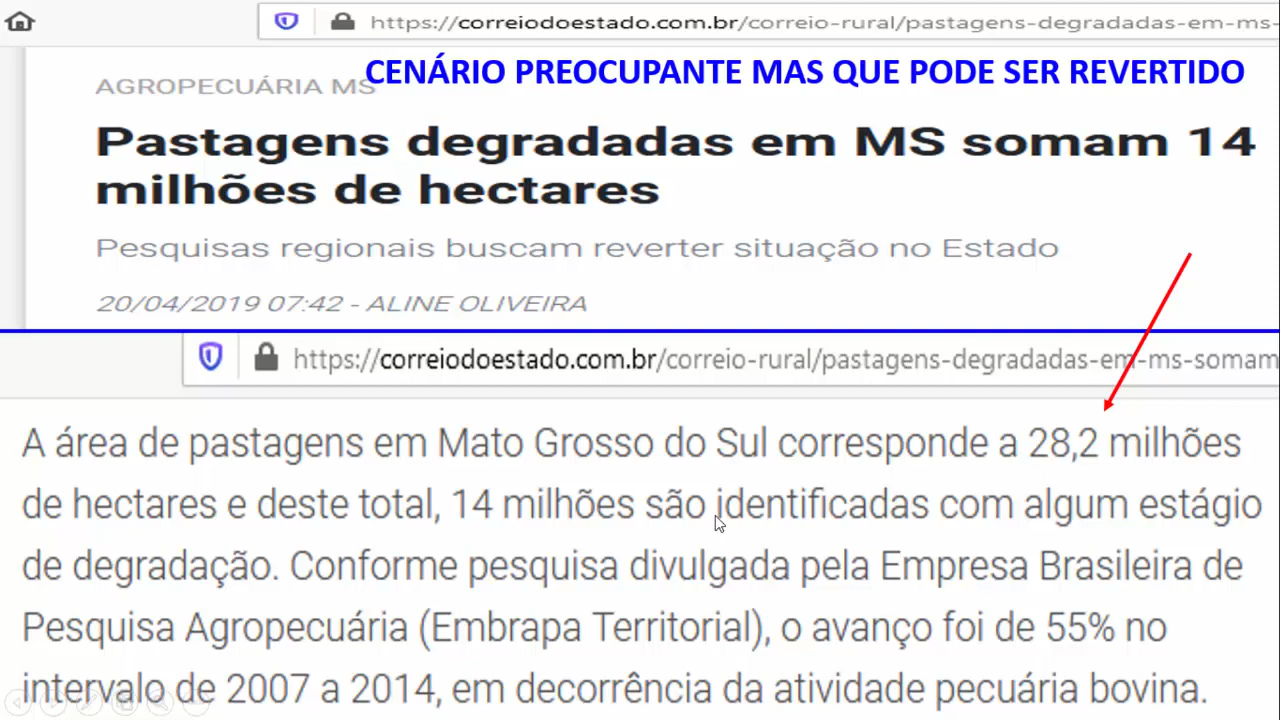 https://correiodoestado.com.br/correio-rural/pastagens-degradadas-em-ms-
CENÁRIO PREOCUPANTE MAS QUE PODE SER REVERTIDO
AGROPECUÁRIA MS
Pastagens degradadas em MS somam 14
milhões de hectares
Pesquisas regionais buscam reverter situação no Estado
20/04/2019 07:42 - ALINE OLIVEIRA
https://correiodoestado.com.br/correio-rural/pastagens-degradadas-em-ms-somam
A área de pastagens em Mato Grosso do Sul corresponde a 28,2 milhões
de hectares e deste total, 14 milhões são identificadas com algum estágio
de degradação. Conforme pesquisa divulgada pela Empresa Brasileira de
Pesquisa Agropecuária (Embrapa Territorial), o avanço foi de 55% no
intervalo de 2007 a 2014, em decorrência da atividade pecuária bovina.